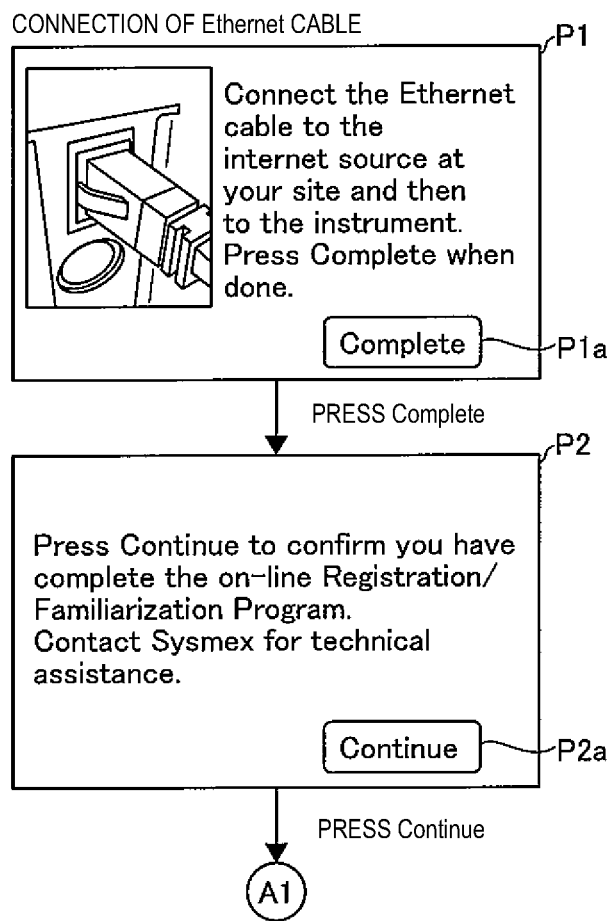 CONNECTION OF Ethernet CABLE
P1
Connect the Ethernet
cable to the
internet source at
your site and then
to the instrument.
Press Complete when
done.
Complete
P1a
PRESS Complete
P2
Press Continue to confirm you have
complete the on-line Registration/
Familiarization Program.
Contact Sysmex for technical
assistance.
Continue
P2a
PRESS Continue
A1